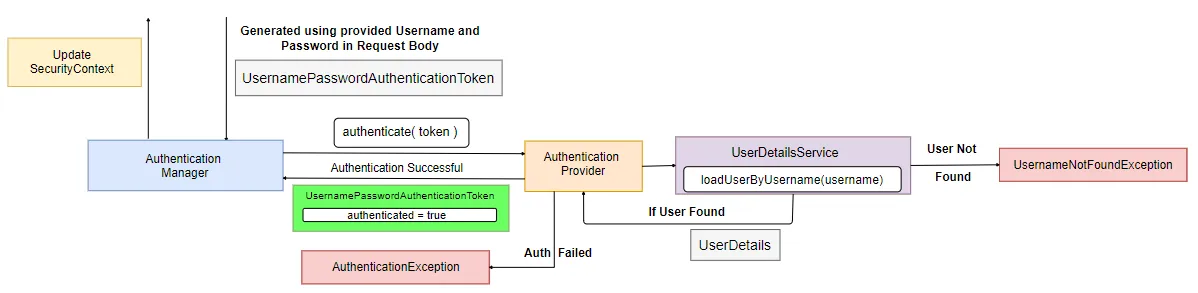 Generated using provided Username and
Password in Request Body
Update
SecurityContext
UsernamePasswordAuthenticationToken
authenticate( token )
Authentication
Manager
Authentication Successful
UsernamePasswordAuthenticationToken
authenticated = true
Authentication
Provider
UserDetailsService
loadUserByUsername(username)
User Not
Found
UsernameNotFoundException
If User Found
UserDetails
Auth Failed
AuthenticationException